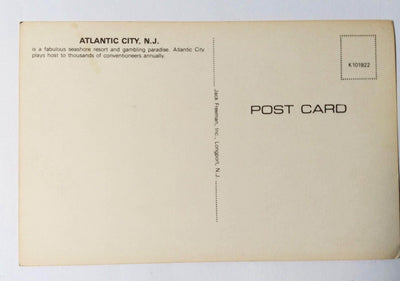 ATLANTIC CITY, N.J.
is a fabulous seashore resort and gambling paradise. Atlantic City
plays host to thousands of conventioneers annually.
Jack Freeman, Inc., Longport, N.J.
K101922
POST CARD